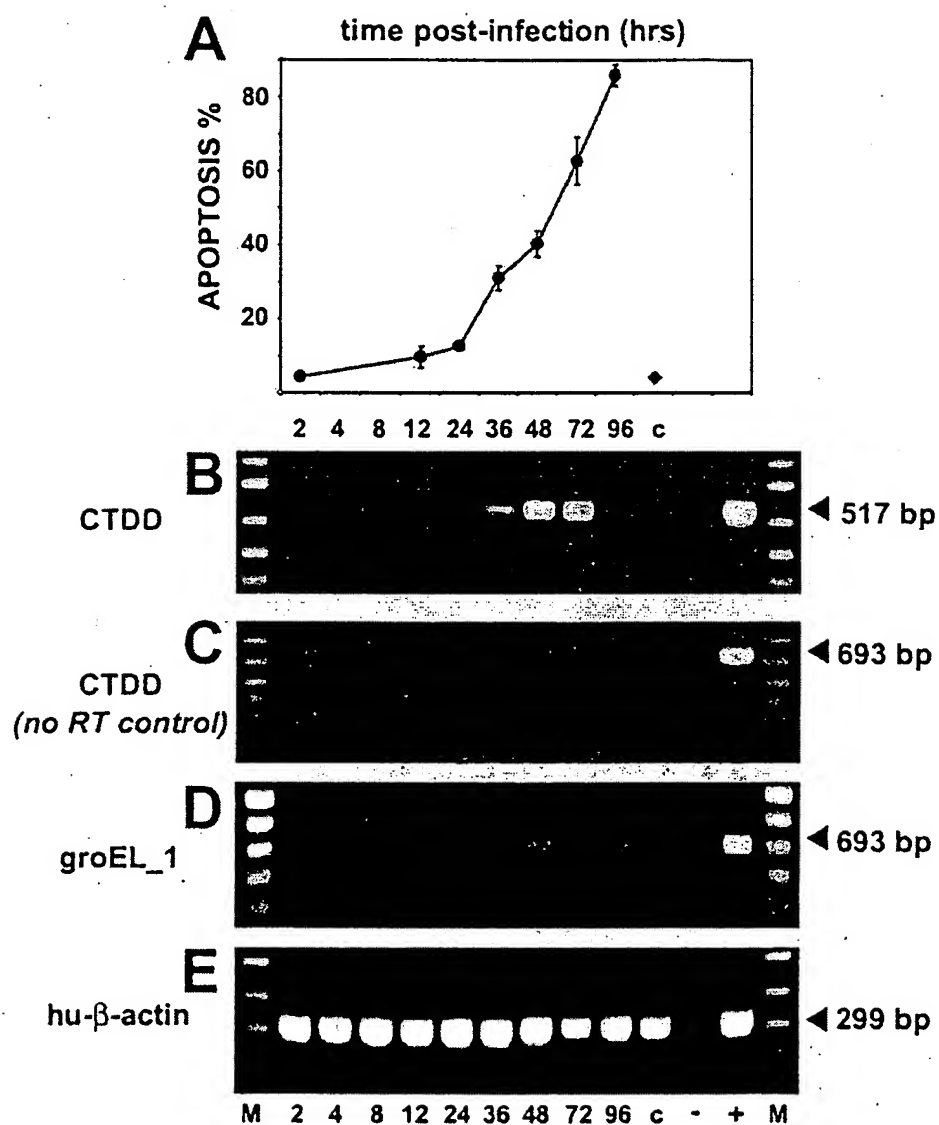 A
time post-infection (hrs)
APOPTOSIS %
80
60
40
20
2 4 8 12 24 36 48 72 96 c
B
CTDD
517 bp
C
CTDD
(no RT control)
693 bp
D
groEL_1
693 bp
E
hu-β-actin
299 bp
M 2 4 8 12 24 36 48 72 96 c - + M